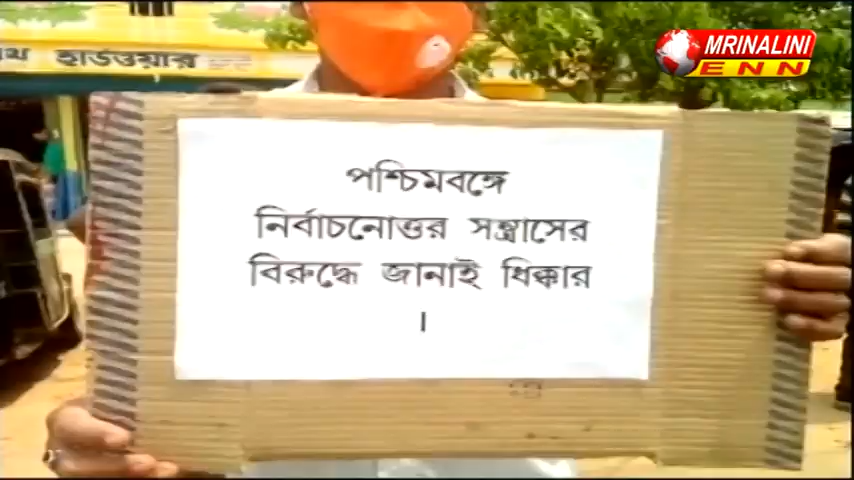 MRINALINI
ENN
হার্ডওয়ার
পশ্চিমবঙ্গে
নির্বাচনোত্তর সন্ত্রাসের
বিরুদ্ধে জানাই ধিক্কার
।